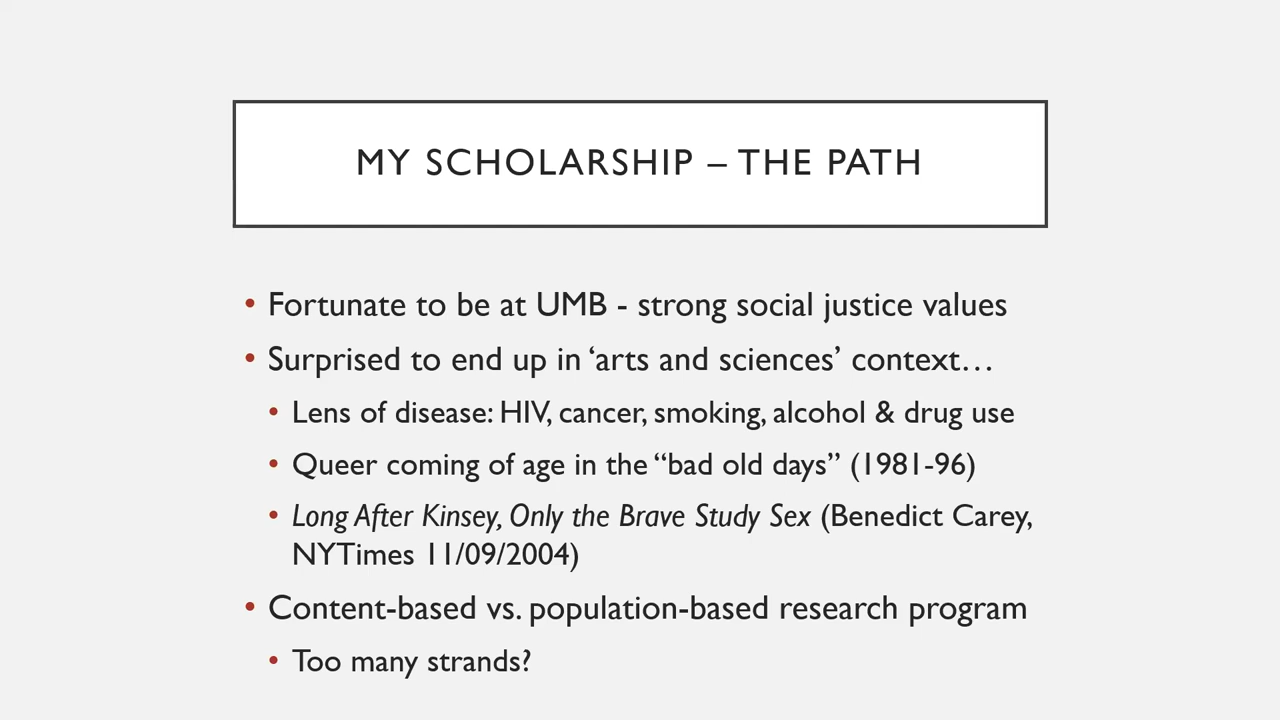 MY SCHOLARSHIP – THE PATH
• Fortunate to be at UMB - strong social justice values
• Surprised to end up in ‘arts and sciences’ context…
• Lens of disease: HIV, cancer, smoking, alcohol & drug use
• Queer coming of age in the “bad old days” (1981-96)
• Long After Kinsey, Only the Brave Study Sex (Benedict Carey,
NYTimes 11/09/2004)
• Content-based vs. population-based research program
• Too many strands?